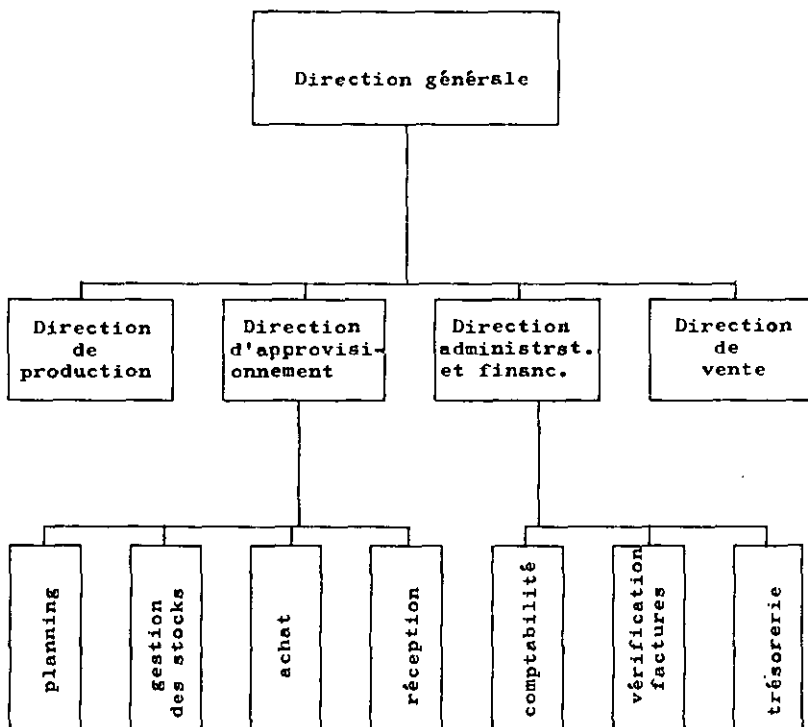 Direction générale
Direction
de
production
Direction
d'approvisi-
onnement
Direction
administrat.
et financ.
Direction
de
vente
planning
gestion
des stocks
achat
réception
comptabilité
vérification
factures
trésorerie